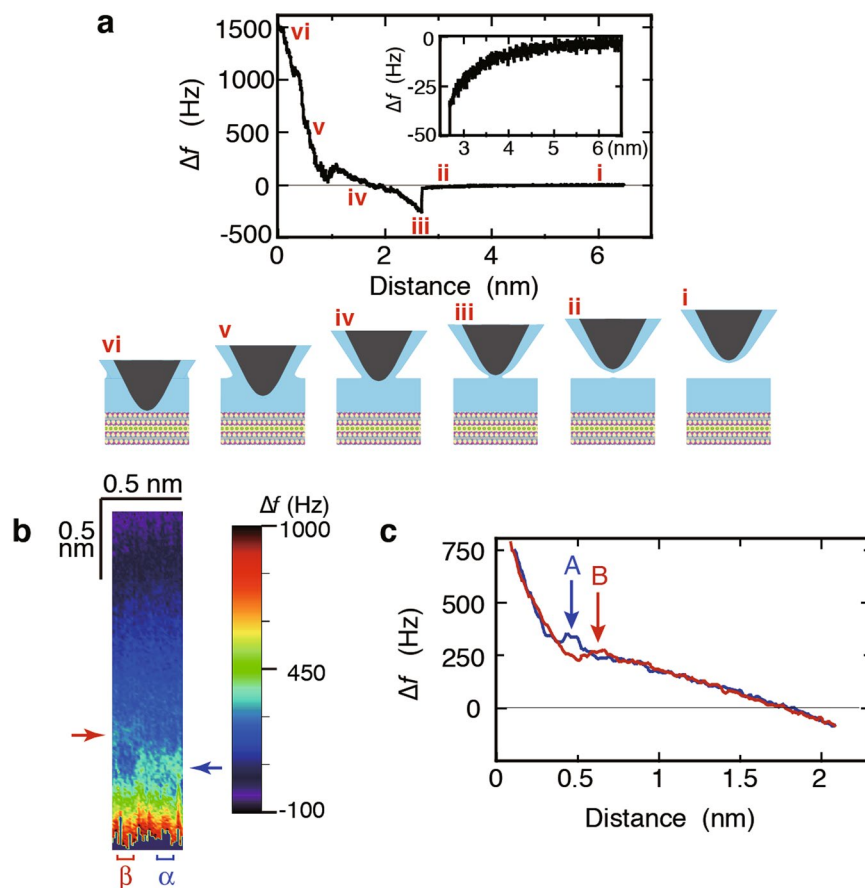 a
1500
1000
500
0
-500
Δf (Hz)
vi
v
iv
iii
ii
i
0
-25
-50
Δf (Hz)
3 4 5 6 (nm)
0 2 4 6
Distance (nm)
vi v iv iii ii i
b
0.5 nm
0.5
nm
Δf (Hz)
1000
450
-100
β α
c
750
500
250
0
Δf (Hz)
A B
0 0.5 1 1.5 2
Distance (nm)